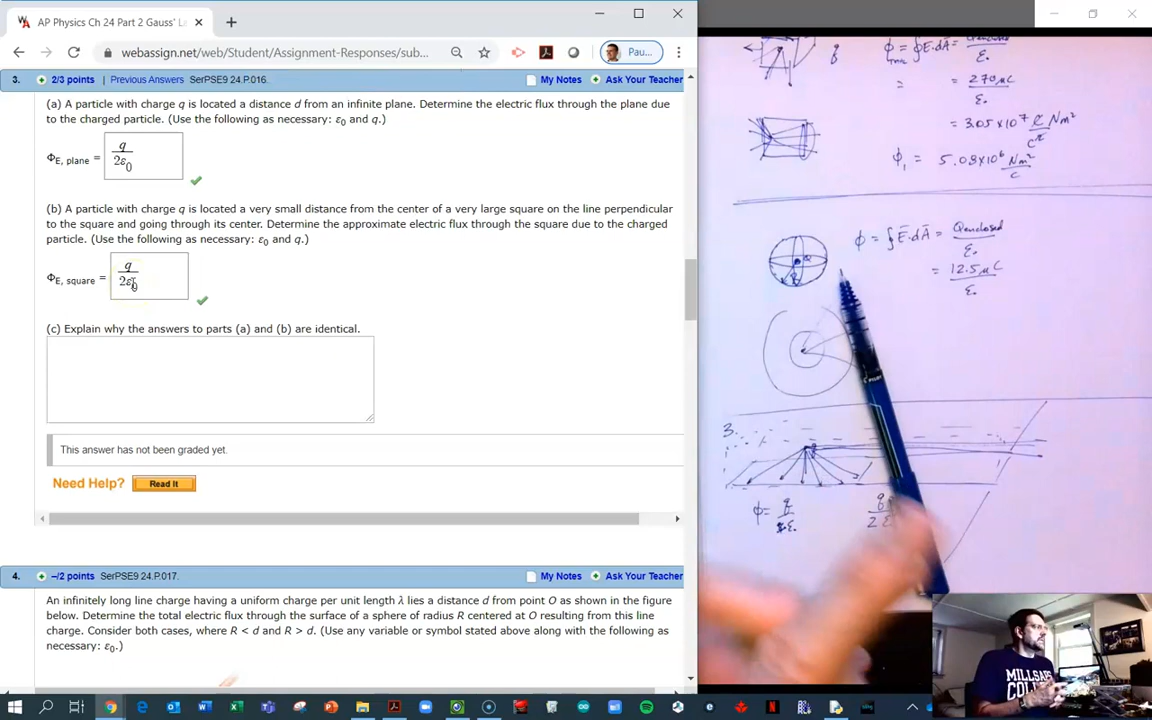 AP Physics Ch 24 Part 2 Gauss' La
webassign.net/web/Student/Assignment-Responses/sub...
Pau...
3. 2/3 points Previous Answers SerPSE9 24.P.016. My Notes Ask Your Teacher
(a) A particle with charge q is located a distance d from an infinite plane. Determine the electric flux through the plane due
to the charged particle. (Use the following as necessary: ε0 and q.)
ΦE, plane = q
2ε0
(b) A particle with charge q is located a very small distance from the center of a very large square on the line perpendicular
to the square and going through its center. Determine the approximate electric flux through the square due to the charged
particle. (Use the following as necessary: ε0 and q.)
ΦE, square = q
2ε0
(c) Explain why the answers to parts (a) and (b) are identical.
This answer has not been graded yet.
Need Help? Read It
4. –/2 points SerPSE9 24.P.017. My Notes Ask Your Teacher
An infinitely long line charge having a uniform charge per unit length λ lies a distance d from point O as shown in the figure
below. Determine the total electric flux through the surface of a sphere of radius R centered at O resulting from this line
charge. Consider both cases, where R < d and R > d. (Use any variable or symbol stated above along with the following as
necessary: ε0.)
= 270 μC
ε0
= 3.05×10⁷
Nm²
Φ1 = 5.08×10⁶ Nm²
C
Φ = ∮E·dA = Qenclosed
ε0
= 12.5 μC
ε0
3.
Φ = q
MILLSAPS
COLLEGE